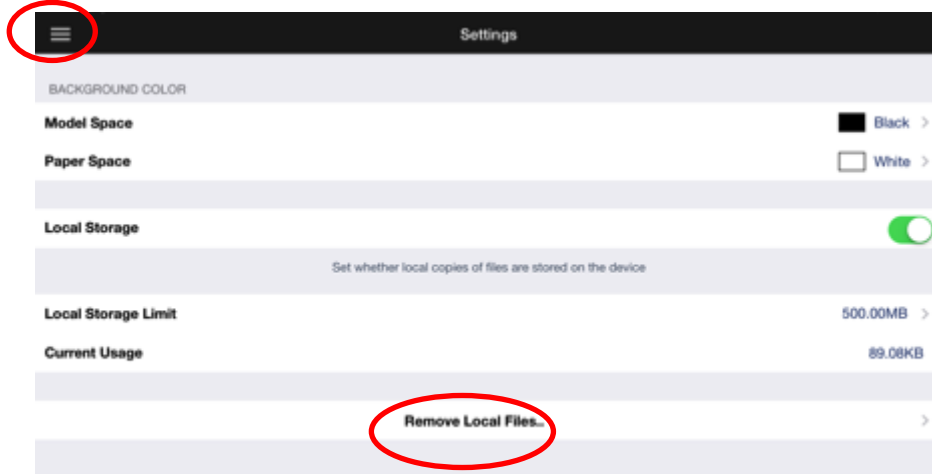 Settings
BACKGROUND COLOR
Model Space Black
Paper Space White
Local Storage
Set whether local copies of files are stored on the device
Local Storage Limit 500.00MB
Current Usage 89.08KB
Remove Local Files...